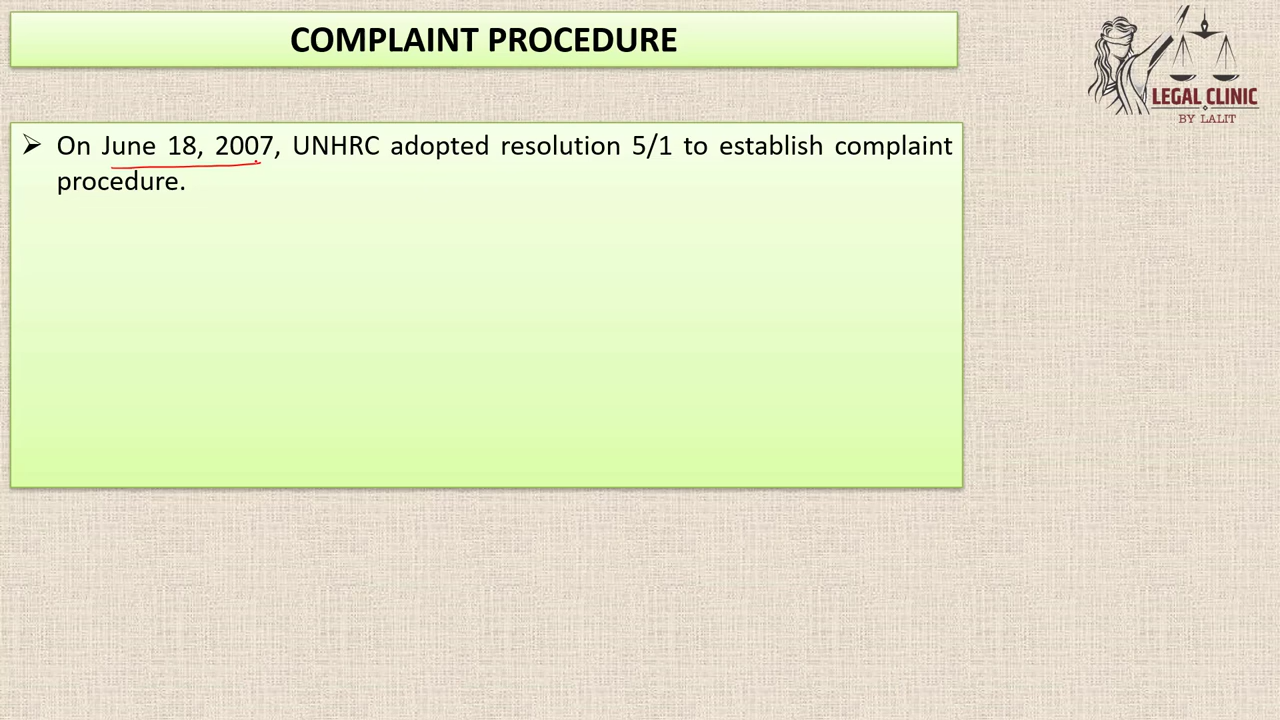 COMPLAINT PROCEDURE
LEGAL CLINIC
BY LALIT
➢ On June 18, 2007, UNHRC adopted resolution 5/1 to establish complaint
procedure.